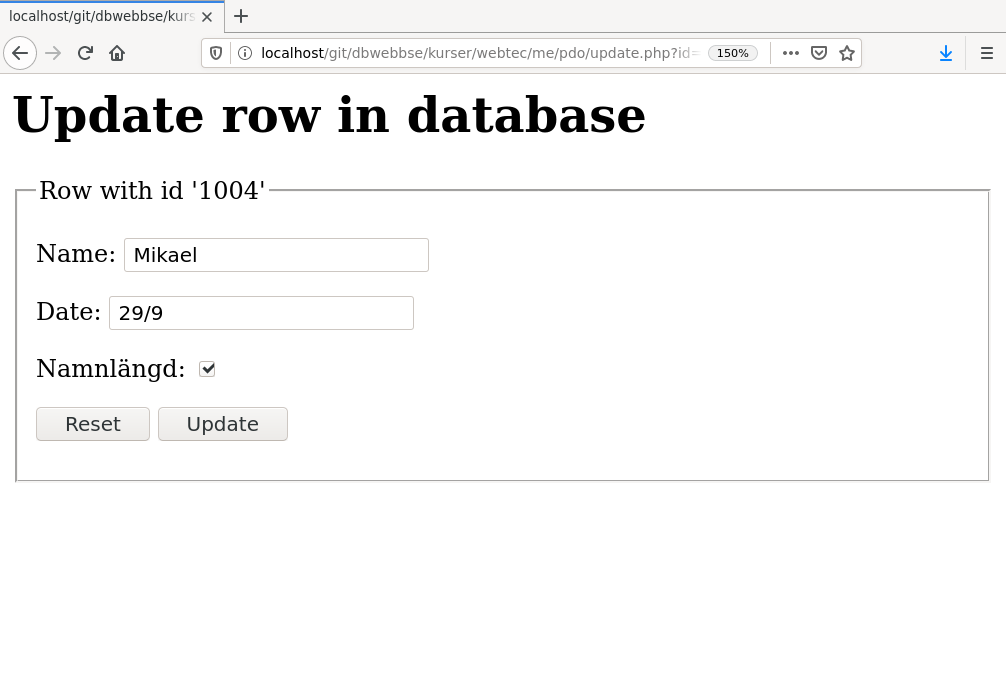 localhost/git/dbwebbse/kurs
localhost/git/dbwebbse/kurser/webtec/me/pdo/update.php?id= 150%
Update row in database
Row with id '1004'
Name: Mikael
Date: 29/9
Namnlängd:
Reset Update